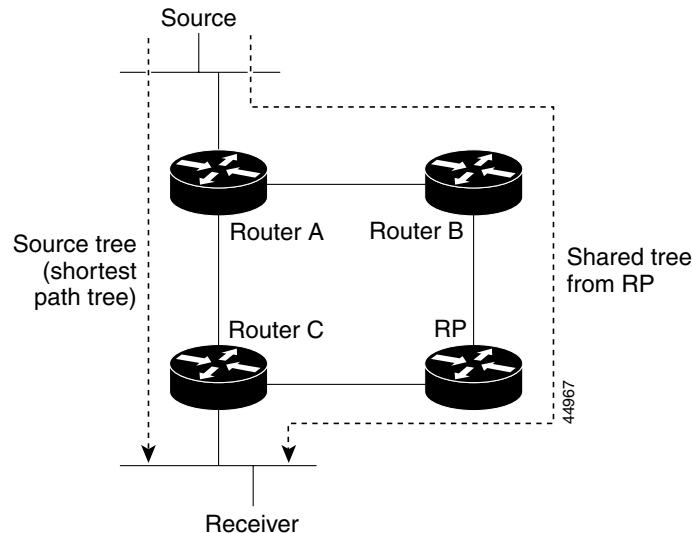 Source
Router A
Router B
Source tree
(shortest
path tree)
Shared tree
from RP
Router C
RP
44967
Receiver